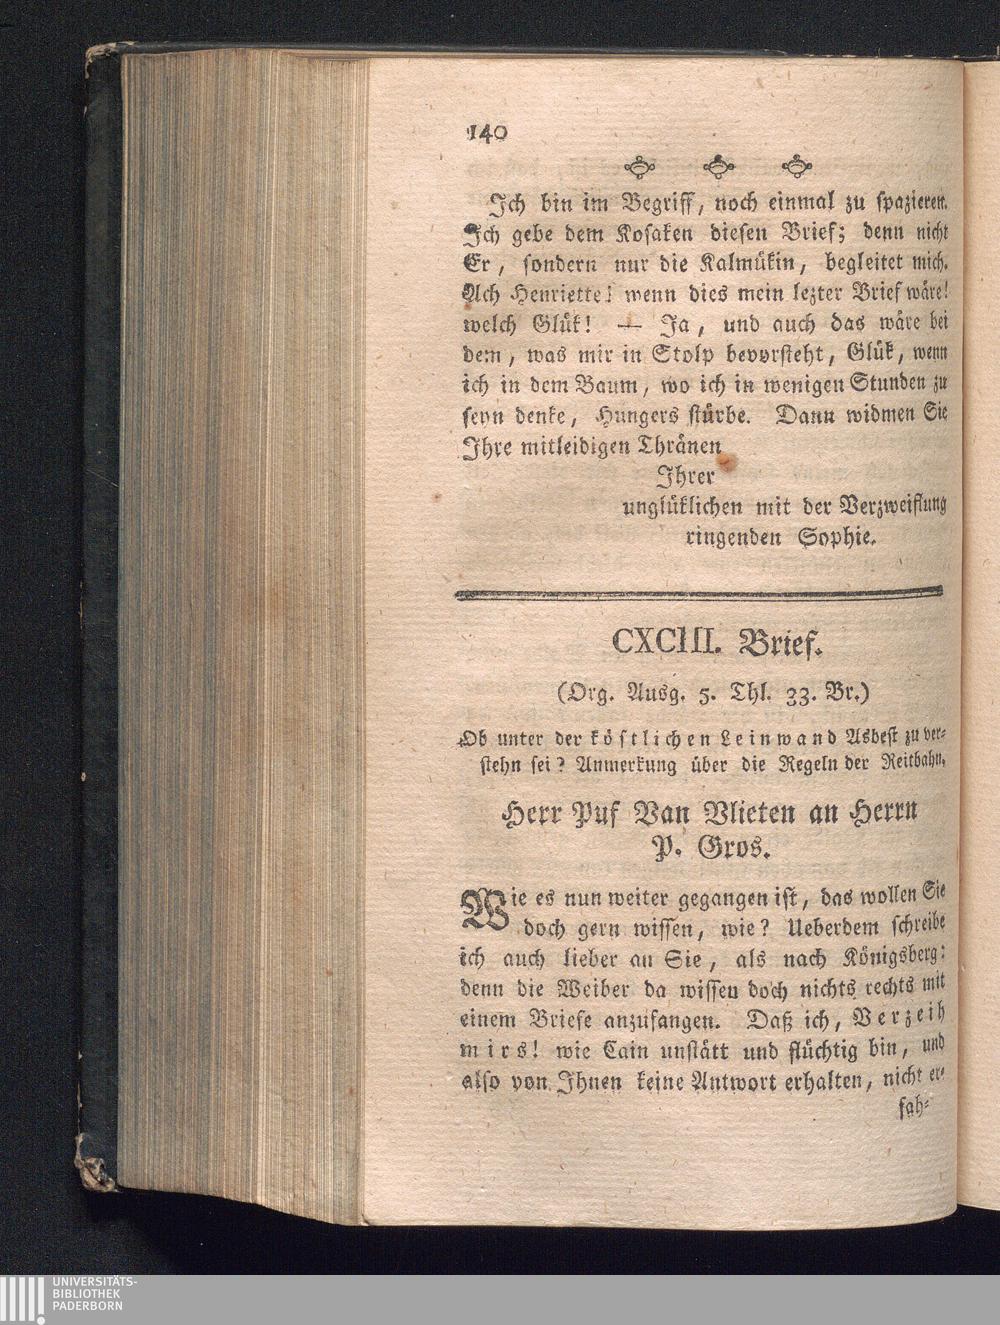 140
Ich bin im Begriff, noch einmal zu spazieren.
Ich gebe dem Kosaken diesen Brief; denn nicht
Er, sondern nur die Kalmükin, begleitet mich.
Ach Henriette! wenn dies mein lezter Brief wäre!
welch Glük! — Ja, und auch das wäre bei
dem, was mir in Stolp bevorsteht, Glük, wenn
ich in dem Baum, wo ich in wenigen Stunden zu
seyn denke, Hungers stürbe. Dann widmen Sie
Ihre mitleidigen Thränen
Ihrer
unglüklichen mit der Verzweiflung
ringenden Sophie.
CXCIII. Brief.
(Org. Ausg. 5. Thl. 33. Br.)
Ob unter der köstlichen Leinwand Asbest zu ver-
stehn sei? Anmerkung über die Regeln der Reitbahn.
Herr Puf Van Vlieten an Herrn
P. Gros.
Wie es nun weiter gegangen ist, das wollen Sie
doch gern wissen, wie? Ueberdem schreibe
ich auch lieber an Sie, als nach Königsberg:
denn die Weiber da wissen doch nichts rechts mit
einem Briefe anzufangen. Daß ich, Verzeih
mirs! wie Cain unstätt und flüchtig bin, und
also von Ihnen keine Antwort erhalten, nicht er-
fah-
UNIVERSITÄTS-
BIBLIOTHEK
PADERBORN